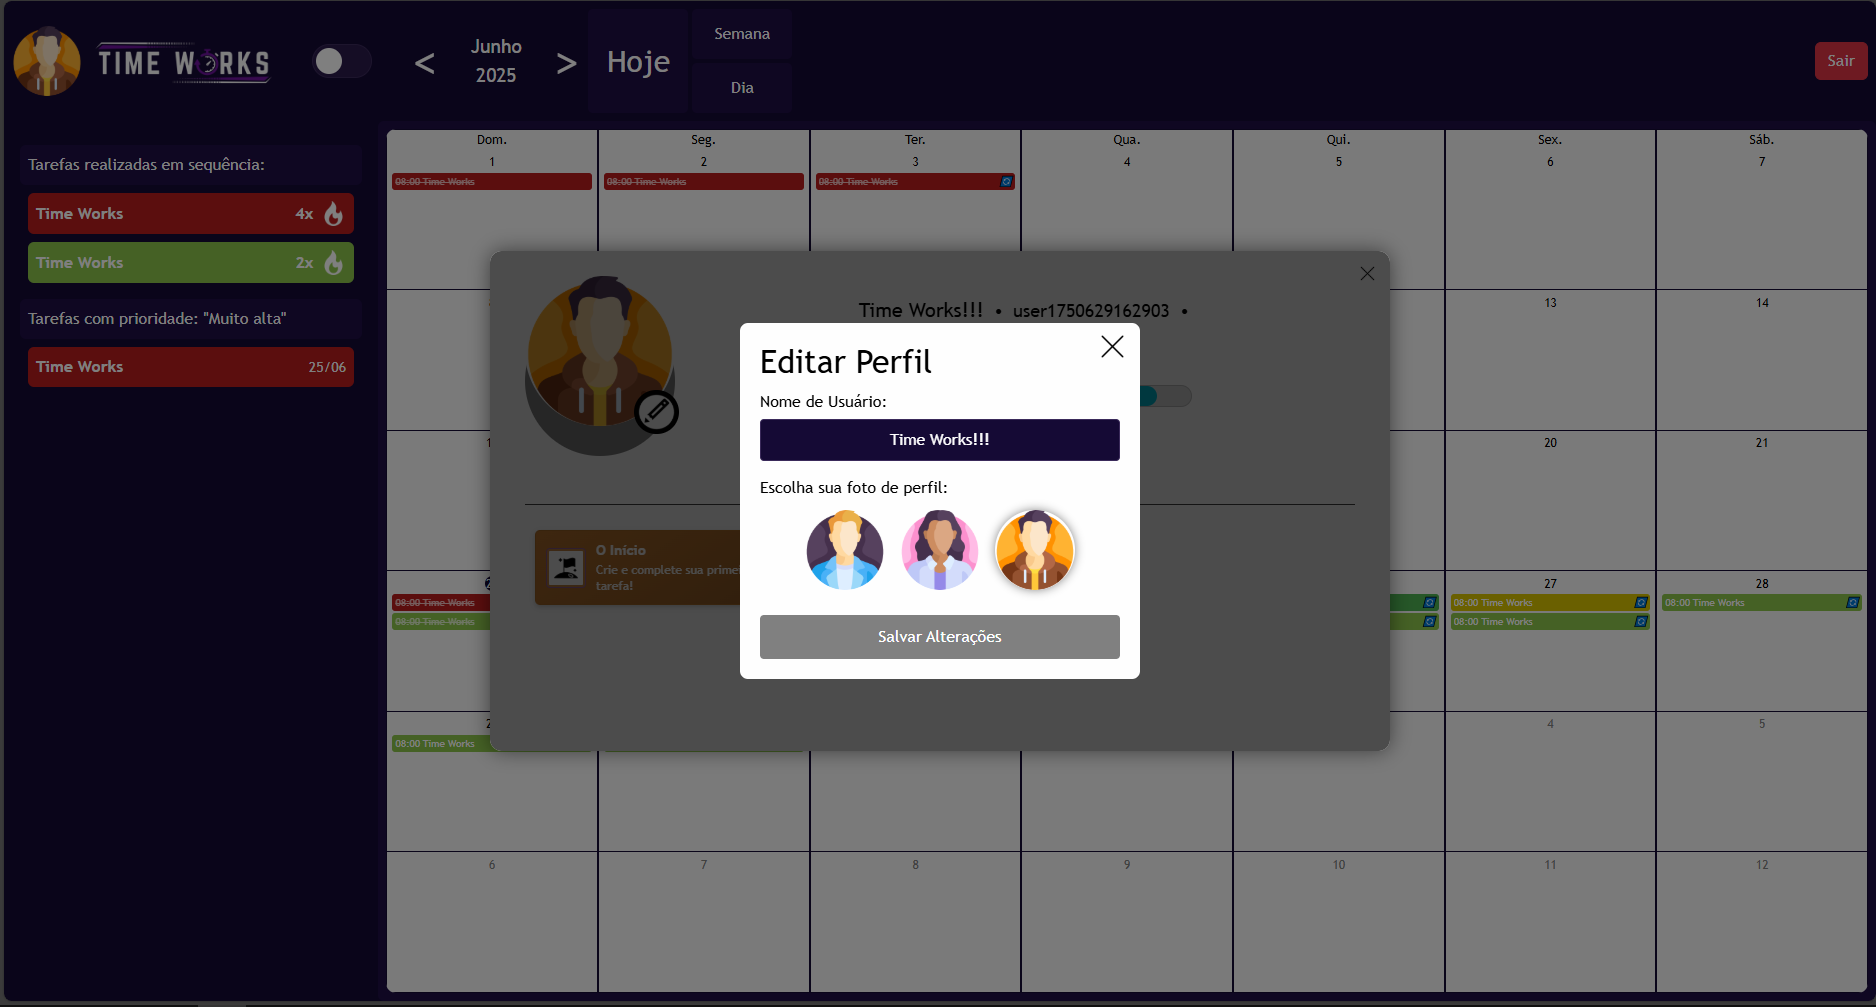 TIME WORKS
<
Junho
2025
>
Hoje
Semana
Dia
Sair
Tarefas realizadas em sequência:
Time Works 4x
Time Works 2x
Tarefas com prioridade: "Muito alta"
Time Works 25/06
Dom. Seg. Ter. Qua. Qui. Sex. Sáb.
1 2 3 4 5 6 7
08:00 Time Works 08:00 Time Works 08:00 Time Works
13 14
20 21
27 28
08:00 Time Works 08:00 Time Works 08:00 Time Works
08:00 Time Works 08:00 Time Works
4 5
08:00 Time Works
6 7 8 9 10 11 12
Time Works!!! • user1750629162903 •
O Início
Crie e complete sua
tarefa!
Editar Perfil
Nome de Usuário:
Time Works!!!
Escolha sua foto de perfil:
Salvar Alterações